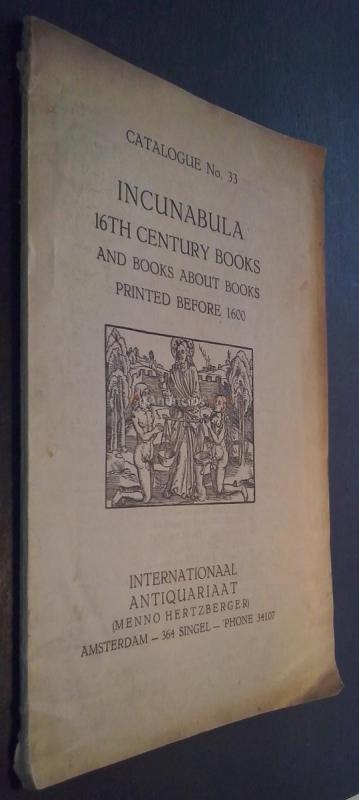 CATALOGUE No. 33
INCUNABULA
16TH CENTURY BOOKS
AND BOOKS ABOUT BOOKS
PRINTED BEFORE 1600
INTERNATIONAAL
ANTIQUARIAAT
(MENNO HERTZBERGER)
AMSTERDAM — 364 SINGEL — 'PHONE 34107